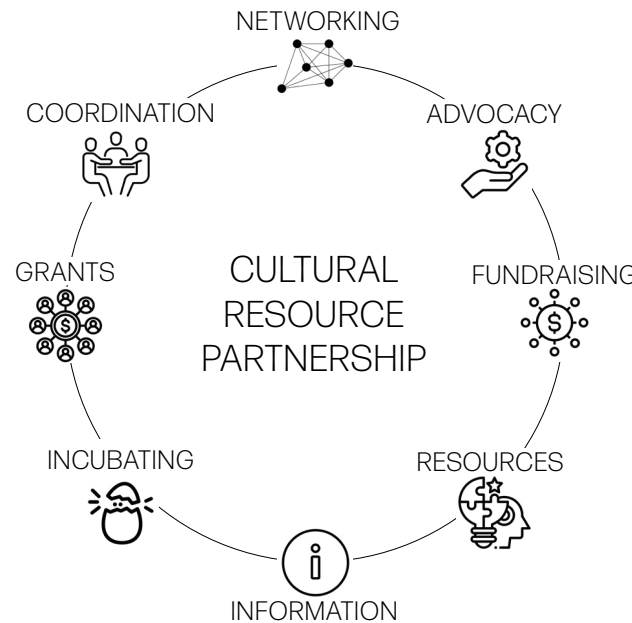 NETWORKING
COORDINATION
ADVOCACY
GRANTS
CULTURAL
RESOURCE
PARTNERSHIP
FUNDRAISING
$
$
INCUBATING
RESOURCES
i
INFORMATION